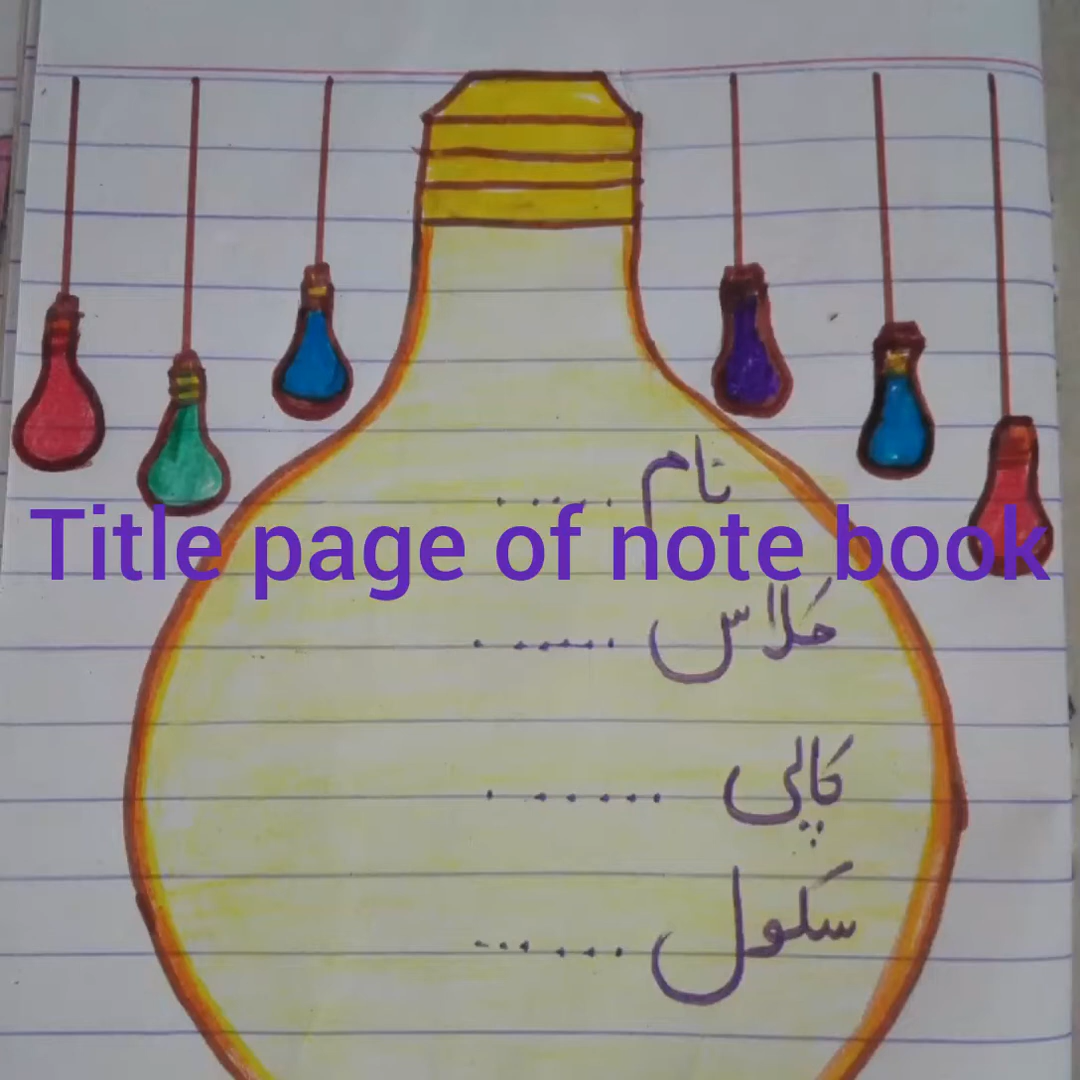 نام ......
Title page of note book
کلاس ......
کاپی ......
سکول ......